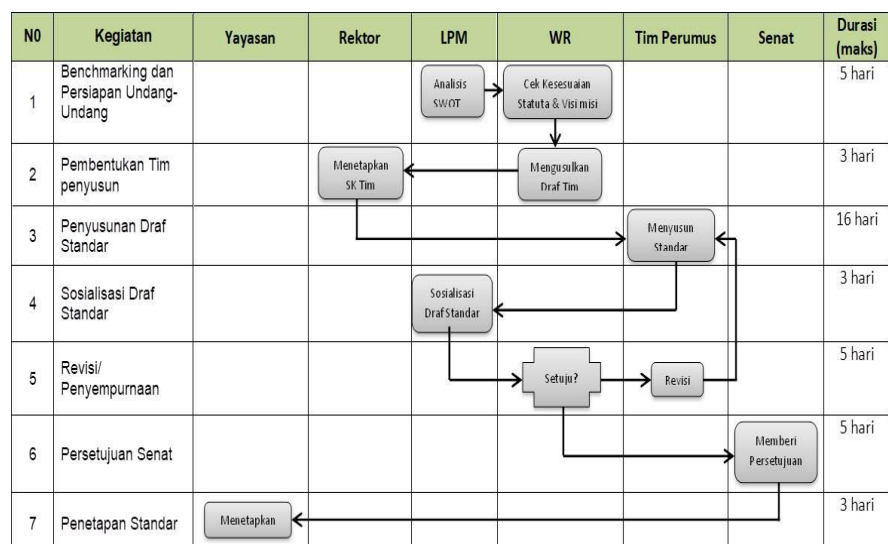 N0 Kegiatan Yayasan Rektor LPM WR Tim Perumus Senat Durasi (maks)
1
Benchmarking dan
Persiapan Undang-
Undang
Analisis
SWOT
Cek Kesesuaian
Statuta & Visi misi
5 hari
2
Pembentukan Tim
penyusun
Menetapkan
SK Tim
Mengusulkan
Draf Tim
3 hari
3
Penyusunan Draf
Standar
Menyusun
Standar
16 hari
4
Sosialisasi Draf
Standar
Sosialisasi
Draf Standar
3 hari
5
Revisi/
Penyempurnaan
Setuju?
Revisi
5 hari
6
Persetujuan Senat
Memberi
Persetujuan
5 hari
7
Penetapan Standar
Menetapkan
3 hari